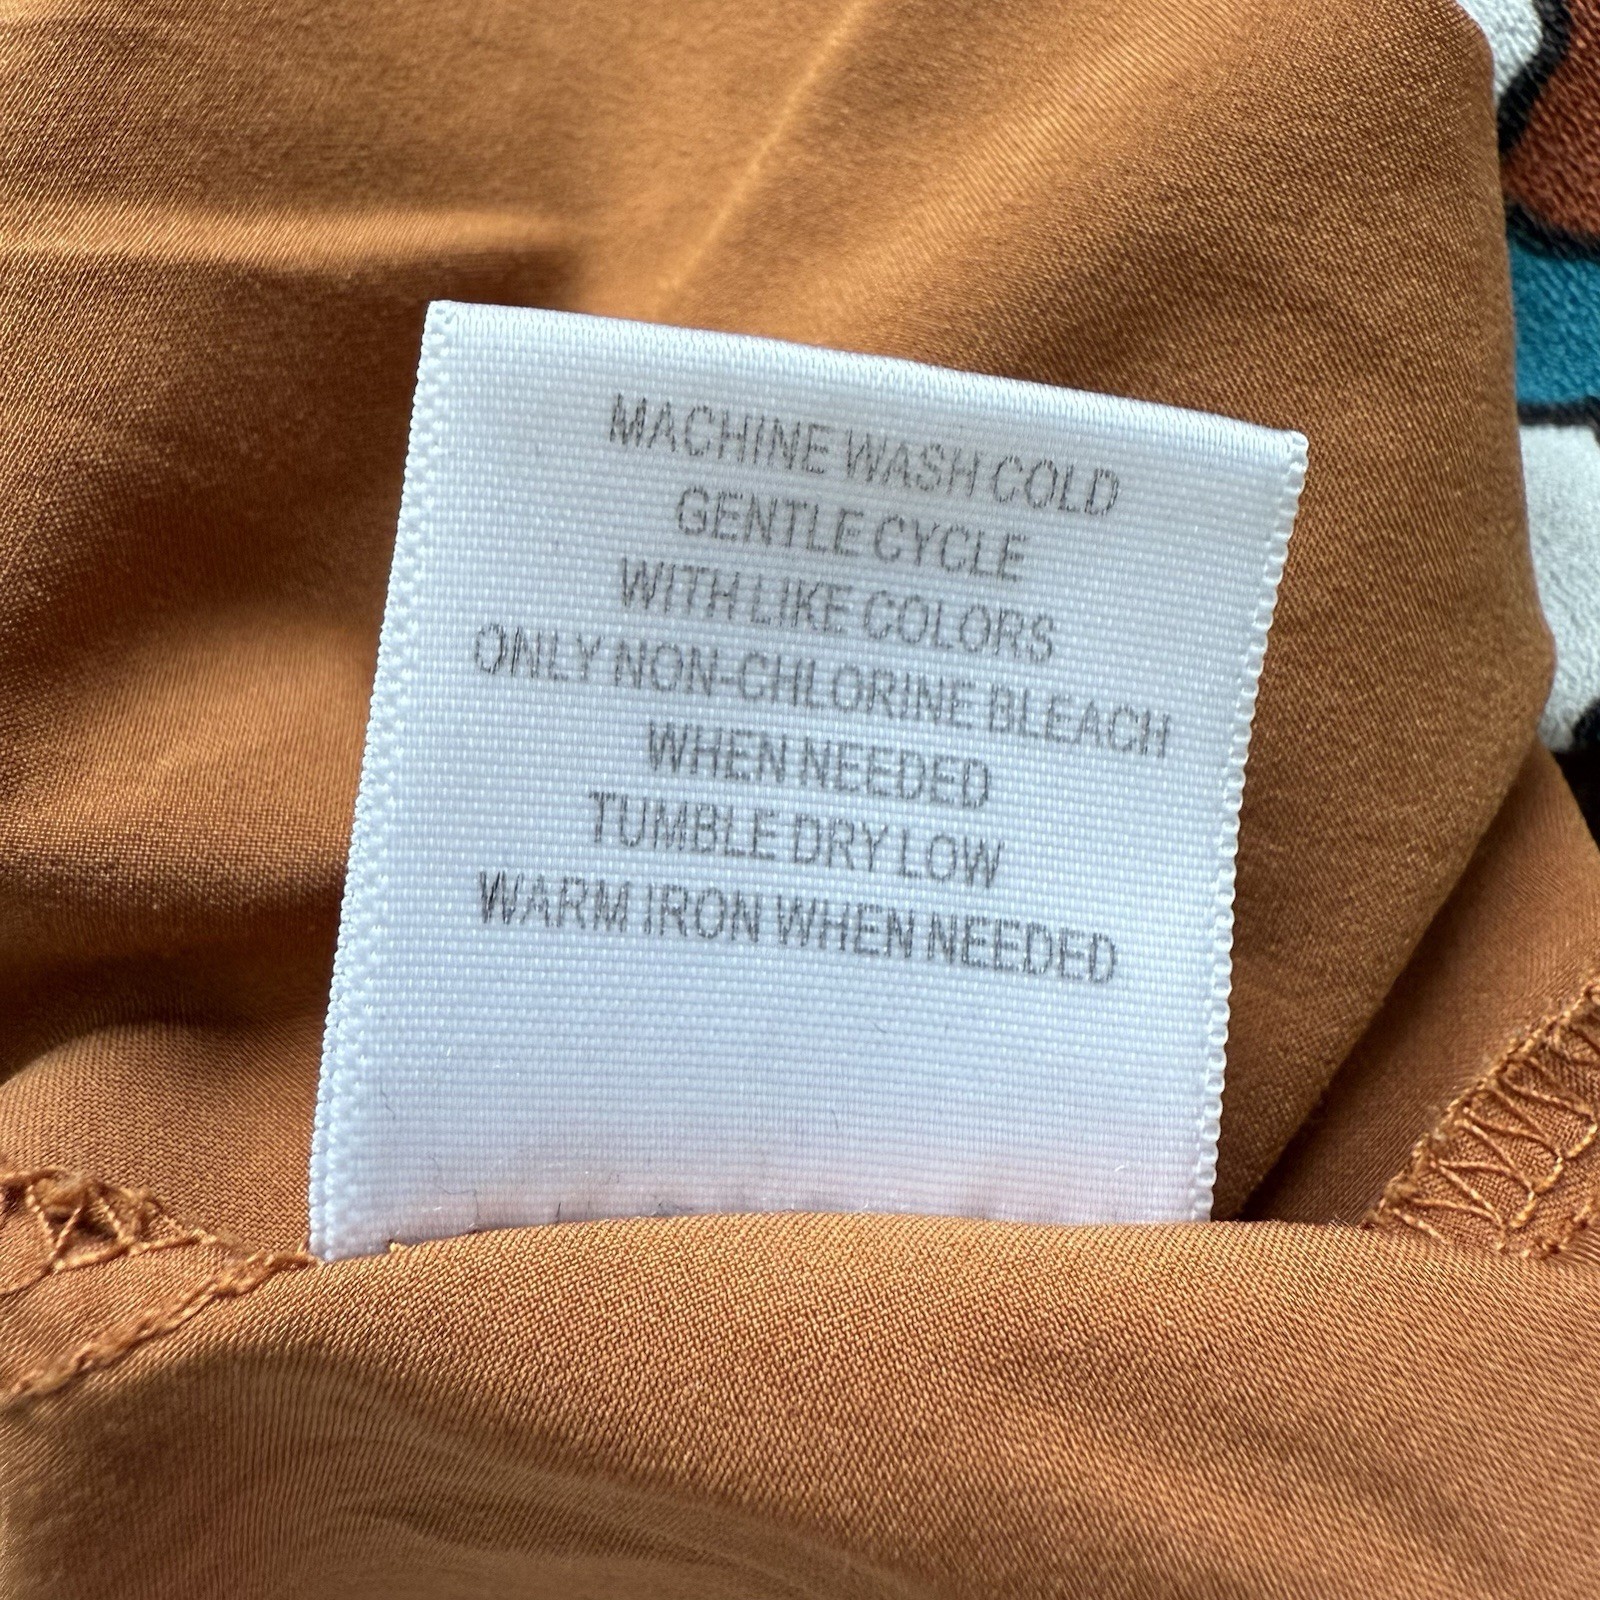 MACHINE WASH COLD
GENTLE CYCLE
WITH LIKE COLORS
ONLY NON-CHLORINE BLEACH
WHEN NEEDED
TUMBLE DRY LOW
WARM IRON WHEN NEEDED